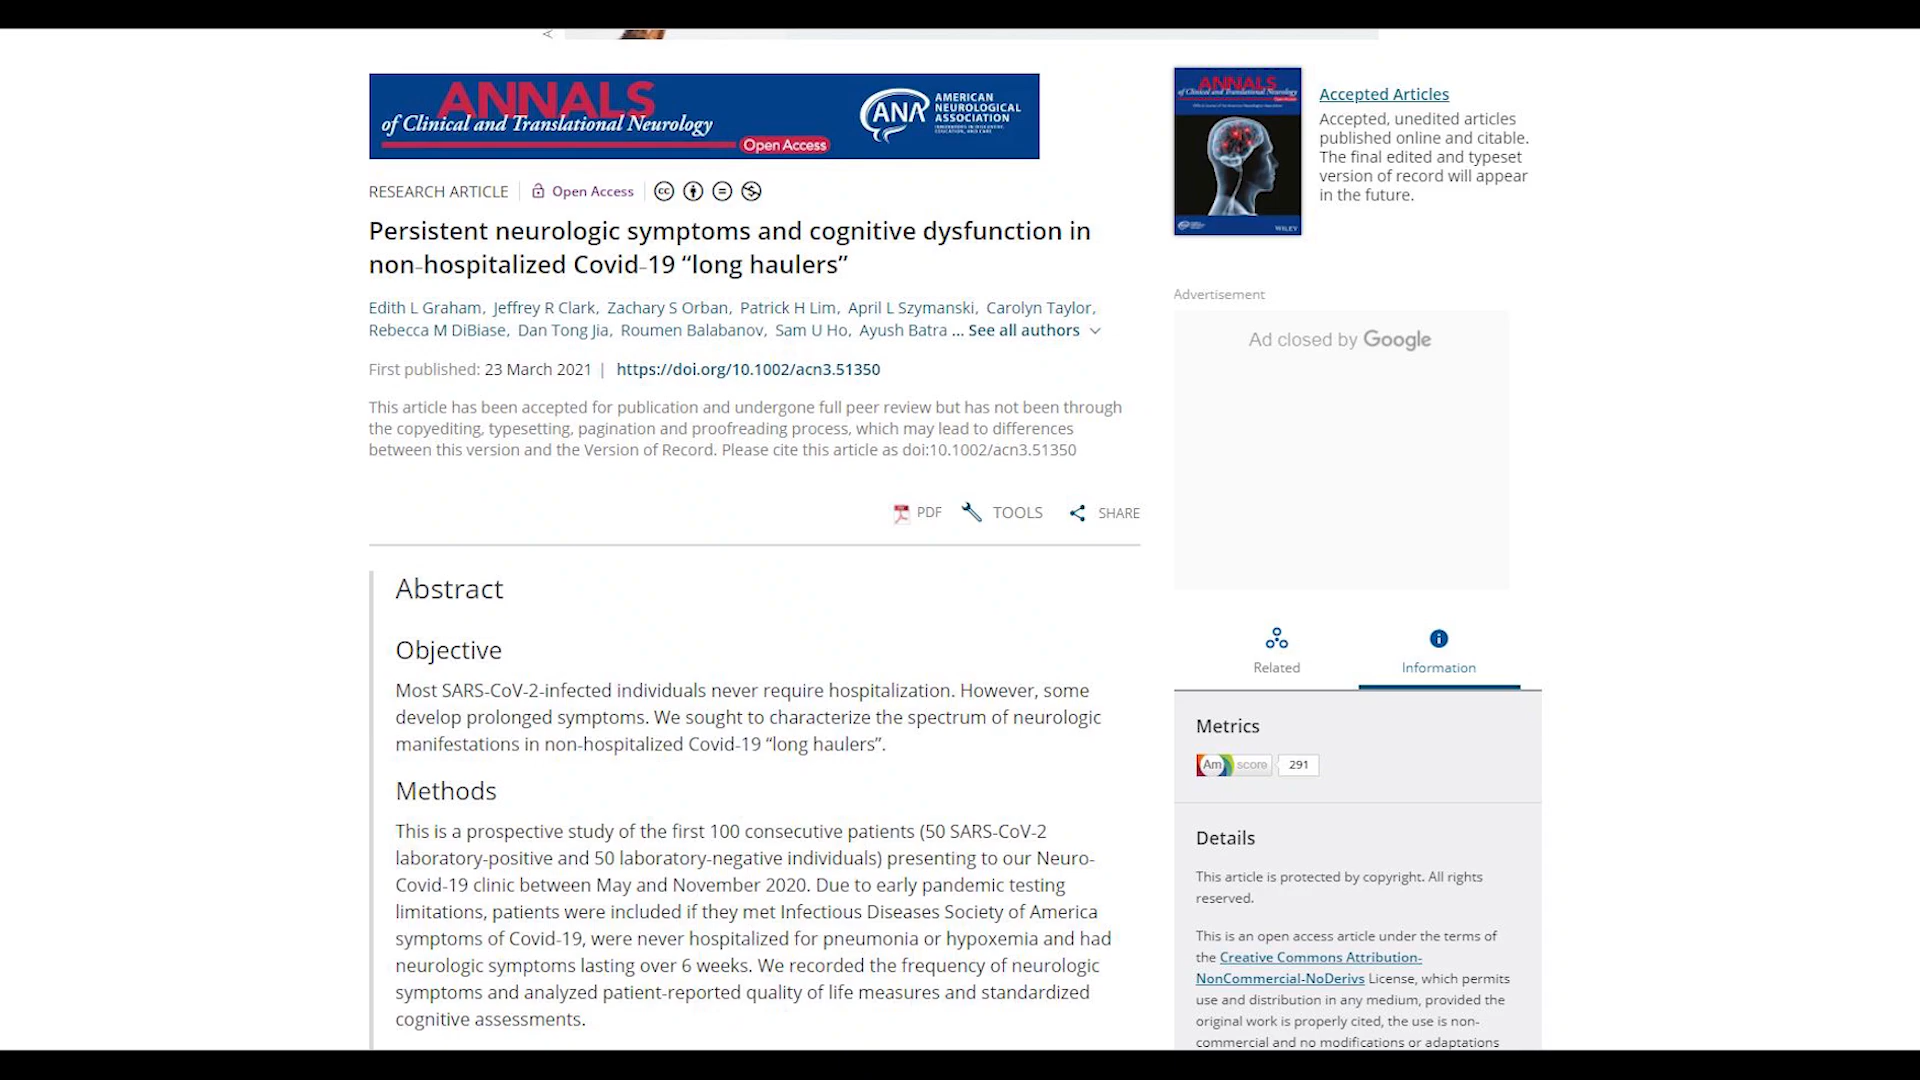 ANNALS
of Clinical and Translational Neurology
Open Access
ANA
AMERICAN
NEUROLOGICAL
ASSOCIATION
RESEARCH ARTICLE
Open Access
Persistent neurologic symptoms and cognitive dysfunction in
non-hospitalized Covid-19 “long haulers”
Edith L Graham, Jeffrey R Clark, Zachary S Orban, Patrick H Lim, April L Szymanski, Carolyn Taylor,
Rebecca M DiBiase, Dan Tong Jia, Roumen Balabanov, Sam U Ho, Ayush Batra ... See all authors
First published: 23 March 2021 | https://doi.org/10.1002/acn3.51350
This article has been accepted for publication and undergone full peer review but has not been through
the copyediting, typesetting, pagination and proofreading process, which may lead to differences
between this version and the Version of Record. Please cite this article as doi:10.1002/acn3.51350
PDF
TOOLS
SHARE
Abstract
Objective
Most SARS-CoV-2-infected individuals never require hospitalization. However, some
develop prolonged symptoms. We sought to characterize the spectrum of neurologic
manifestations in non-hospitalized Covid-19 “long haulers”.
Methods
This is a prospective study of the first 100 consecutive patients (50 SARS-CoV-2
laboratory-positive and 50 laboratory-negative individuals) presenting to our Neuro-
Covid-19 clinic between May and November 2020. Due to early pandemic testing
limitations, patients were included if they met Infectious Diseases Society of America
symptoms of Covid-19, were never hospitalized for pneumonia or hypoxemia and had
neurologic symptoms lasting over 6 weeks. We recorded the frequency of neurologic
symptoms and analyzed patient-reported quality of life measures and standardized
cognitive assessments.
ANNALS
of Clinical and Translational Neurology
WILEY
Accepted Articles
Accepted, unedited articles
published online and citable.
The final edited and typeset
version of record will appear
in the future.
Advertisement
Ad closed by Google
Related
Information
Metrics
Am score 291
Details
This article is protected by copyright. All rights
reserved.
This is an open access article under the terms of
the Creative Commons Attribution-
NonCommercial-NoDerivs License, which permits
use and distribution in any medium, provided the
original work is properly cited, the use is non-
commercial and no modifications or adaptations